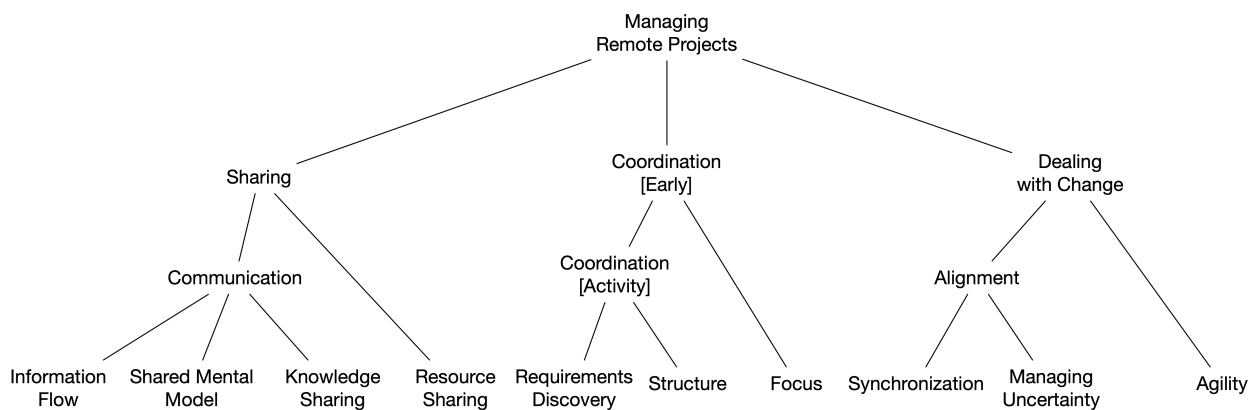 Managing
Remote Projects
Sharing
Coordination
[Early]
Dealing
with Change
Communication
Coordination
[Activity]
Alignment
Information
Flow
Shared Mental
Model
Knowledge
Sharing
Resource
Sharing
Requirements
Discovery
Structure
Focus
Synchronization
Managing
Uncertainty
Agility